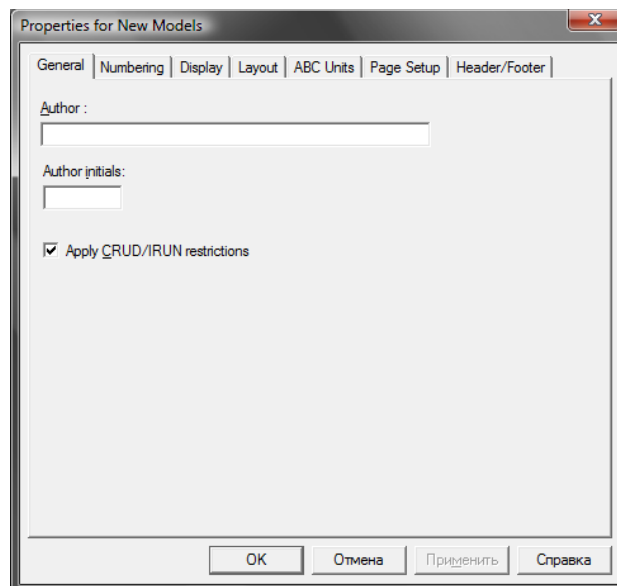 Properties for New Models
General Numbering Display Layout ABC Units Page Setup Header/Footer
Author :
Author initials:
Apply CRUD/IRUN restrictions
OK Отмена Применить Справка